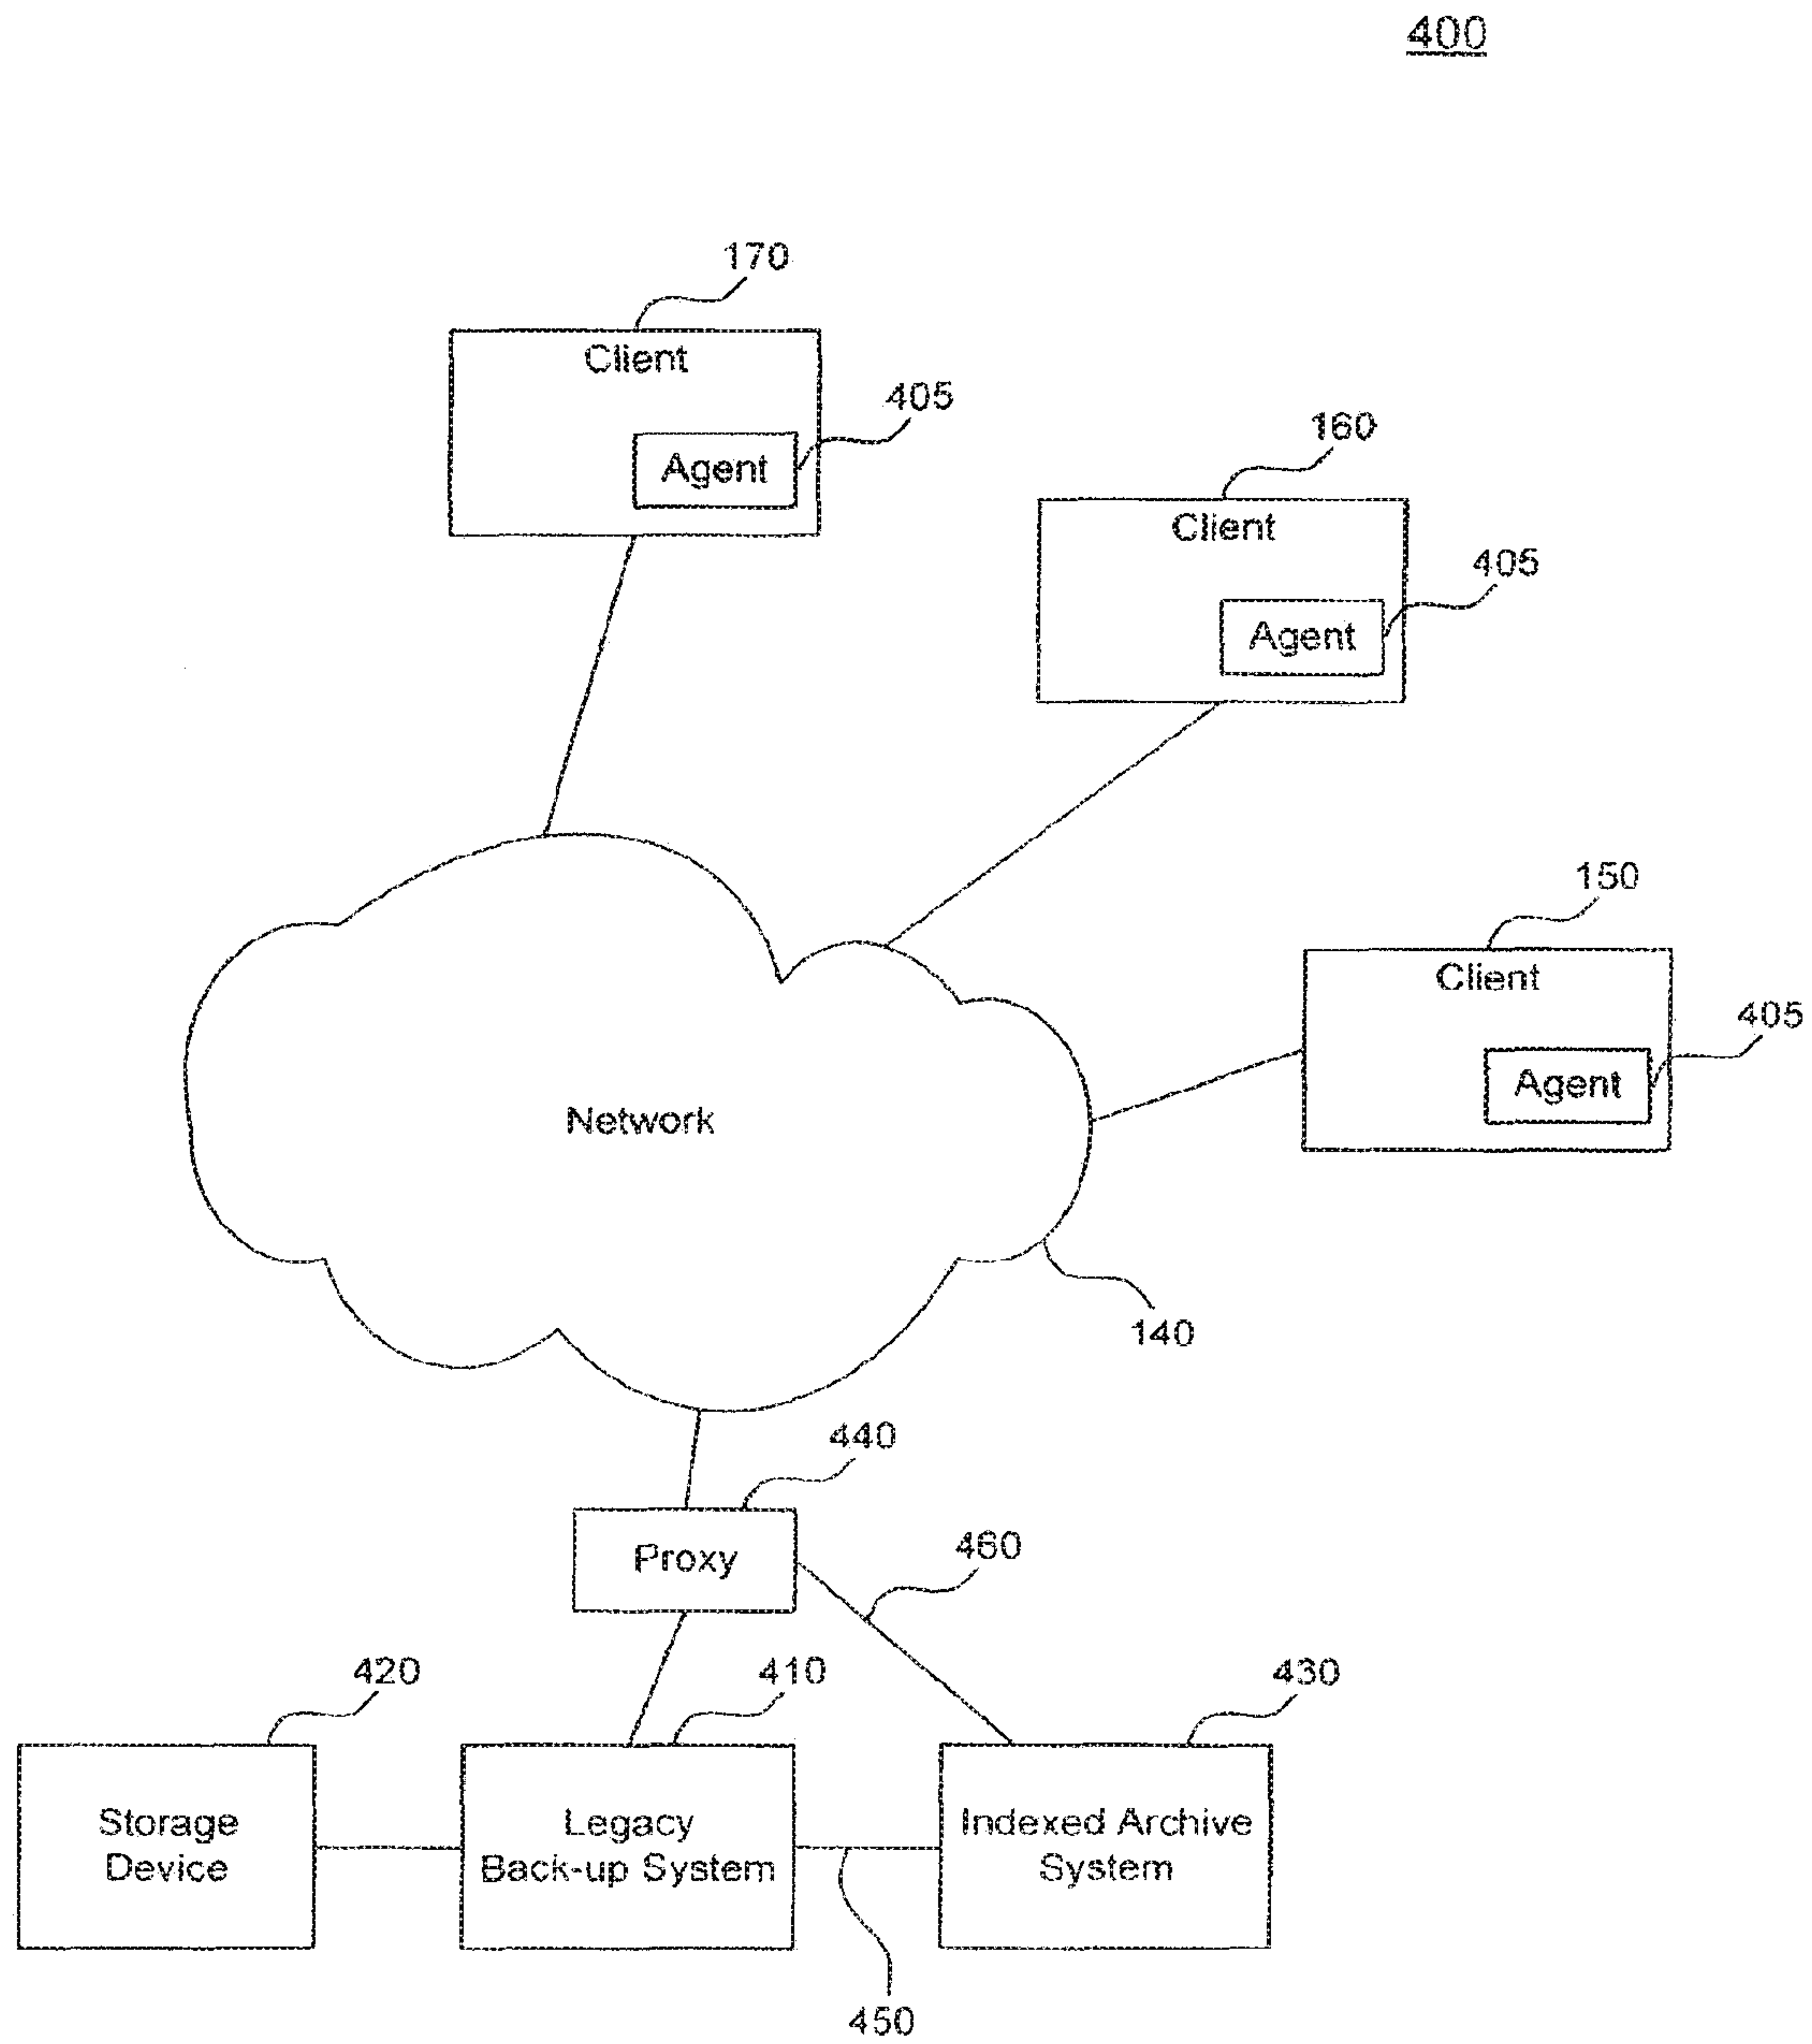 400
170
Client
405
Agent
160
Client
405
Agent
150
Client
405
Agent
Network
140
440
Proxy
460
420
410
430
Storage
Device
Legacy
Back-up System
Indexed Archive
System
450